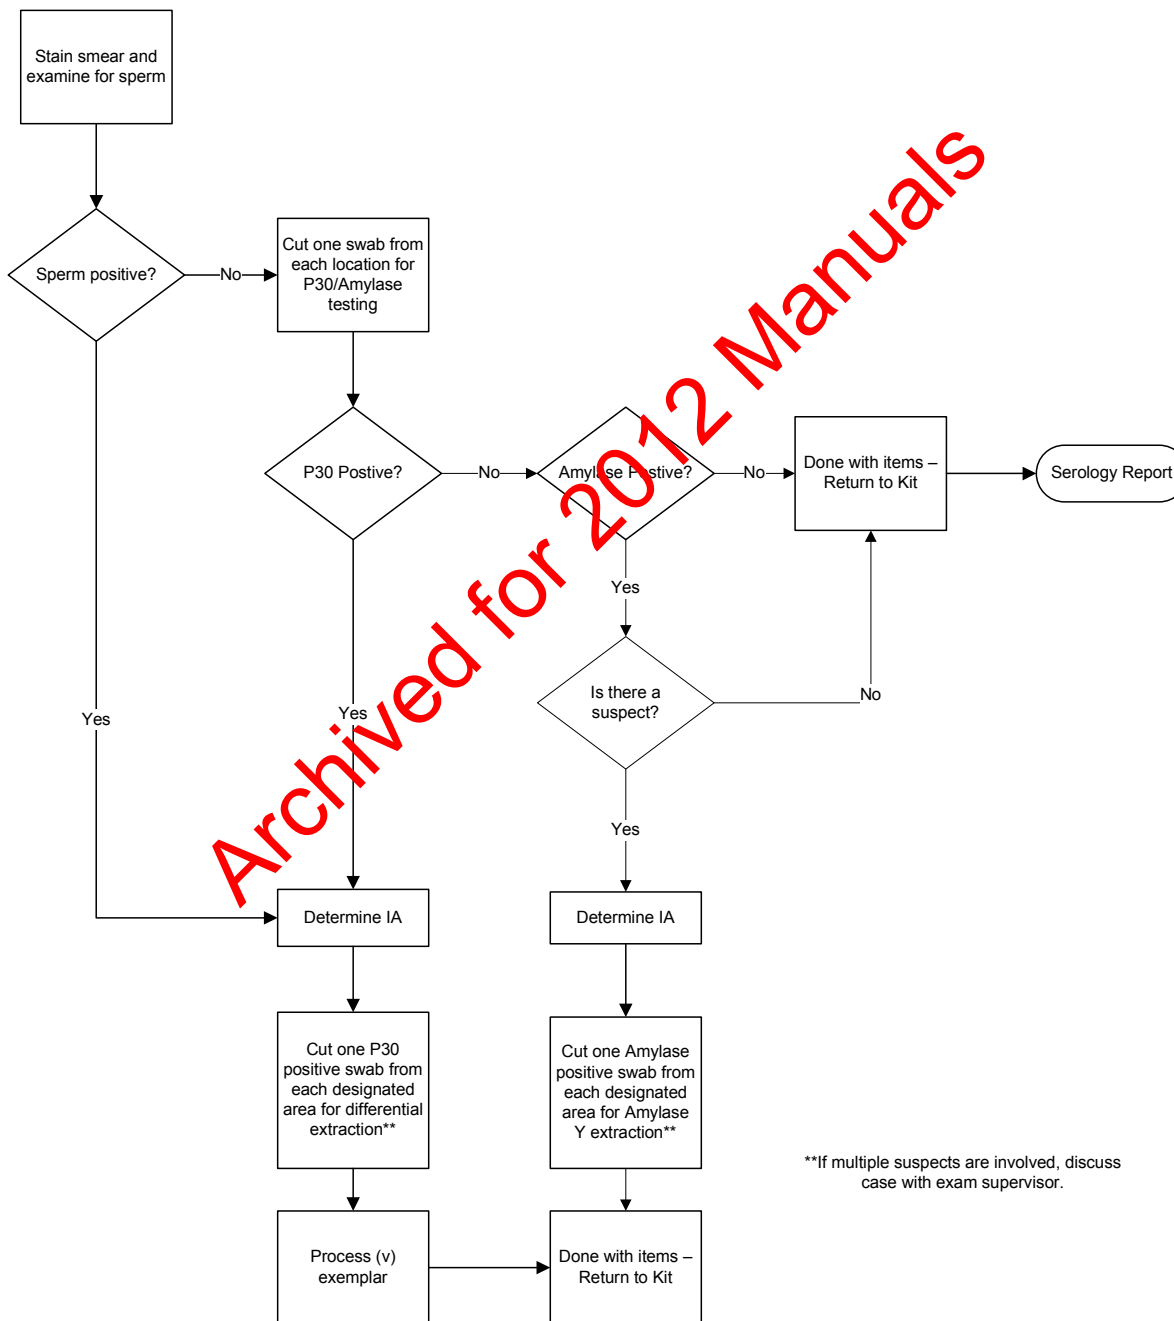 Stain smear and
examine for sperm
Sperm positive?
No
Cut one swab from
each location for
P30/Amylase
testing
P30 Postive?
No
Amylase Postive?
No
Done with items –
Return to Kit
Serology Report
Yes
Is there a
suspect?
No
Yes
Yes
Yes
Determine IA
Determine IA
Cut one P30
positive swab from
each designated
area for differential
extraction**
Cut one Amylase
positive swab from
each designated
area for Amylase
Y extraction**
**If multiple suspects are involved, discuss
case with exam supervisor.
Process (v)
exemplar
Done with items –
Return to Kit
Archived for 2012 Manuals